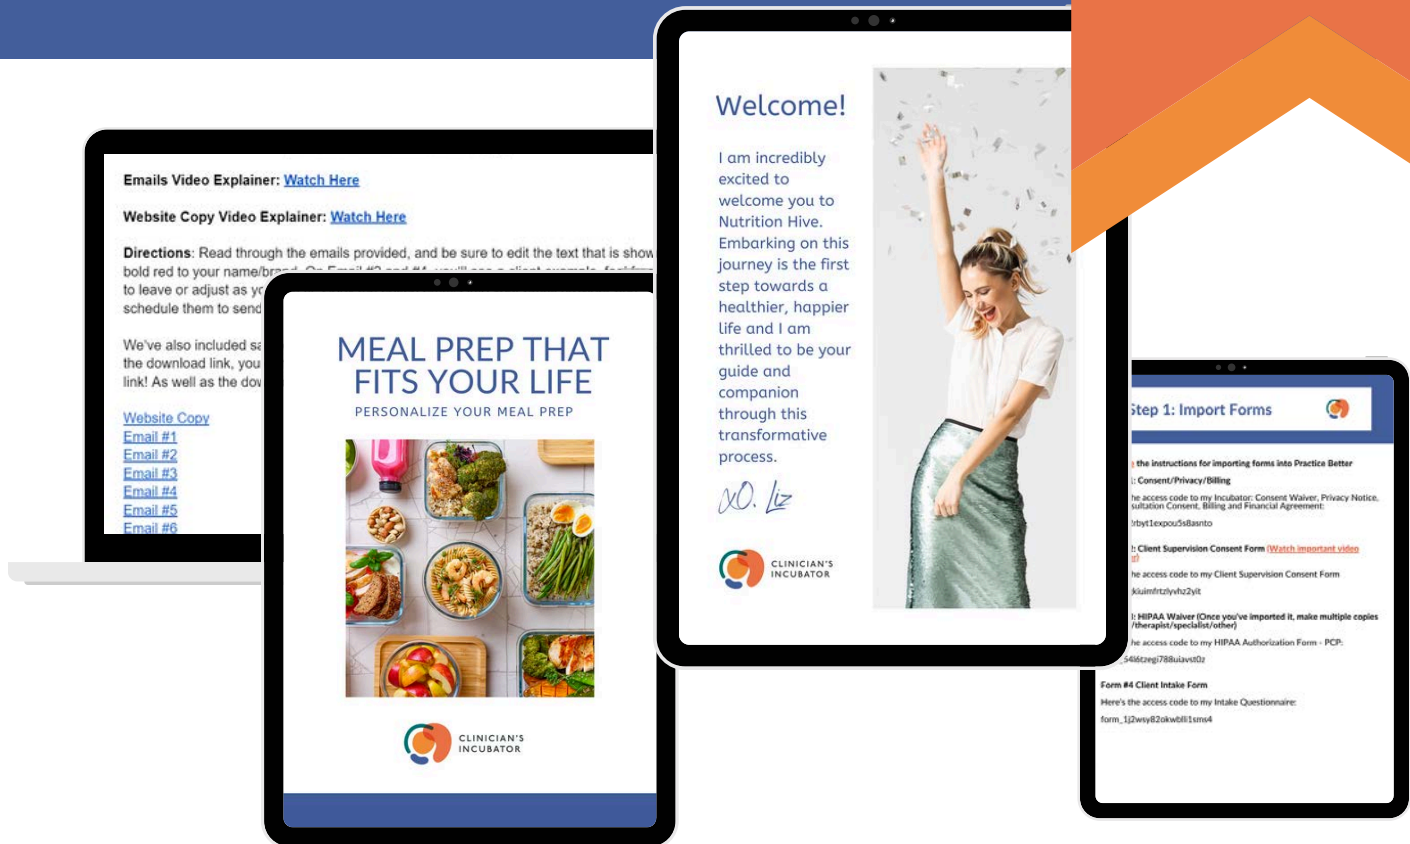 Emails Video Explainer: Watch Here
Website Copy Video Explainer: Watch Here
Directions: Read through the emails provided, and be sure to edit the text that is show
bold red to your name/brand. On Email #3 and #4, you'll see a client example,
to leave or adjust as yo
schedule them to send
We've also included sa
the download link, you
link! As well as the dow
Website Copy
Email #1
Email #2
Email #3
Email #4
Email #5
Email #6
MEAL PREP THAT
FITS YOUR LIFE
PERSONALIZE YOUR MEAL PREP
CLINICIAN'S
INCUBATOR
Welcome!
I am incredibly
excited to
welcome you to
Nutrition Hive.
Embarking on this
journey is the first
step towards a
healthier, happier
life and I am
thrilled to be your
guide and
companion
through this
transformative
process.
XO. Liz
CLINICIAN'S
INCUBATOR
Step 1: Import Forms
the instructions for importing forms into Practice Better
: Consent/Privacy/Billing
he access code to my Incubator: Consent Waiver, Privacy Notice,
sultation Consent, Billing and Financial Agreement:
rbyt1expou5s8asnto
: Client Supervision Consent Form (Watch important video
he access code to my Client Supervision Consent Form
kiuimfrtzlyvhz2yit
: HIPAA Waiver (Once you've imported it, make multiple copies
/therapist/specialist/other)
he access code to my HIPAA Authorization Form - PCP:
_54l6tzegi788uiavst0z
Form #4 Client Intake Form
Here's the access code to my Intake Questionnaire:
form_1j2wsy82okwblli1sms4